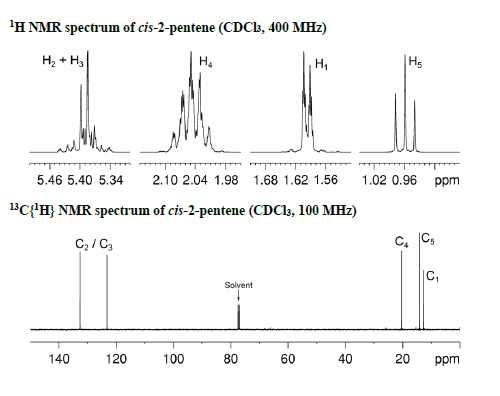 ¹H NMR spectrum of cis-2-pentene (CDCl₃, 400 MHz)
H₂ + H₃ H₄ H₁ H₅
5.46 5.40 5.34 2.10 2.04 1.98 1.68 1.62 1.56 1.02 0.96 ppm
¹³C{¹H} NMR spectrum of cis-2-pentene (CDCl₃, 100 MHz)
C₂ / C₃ C₄ C₅
C₁
Solvent
140 120 100 80 60 40 20 ppm